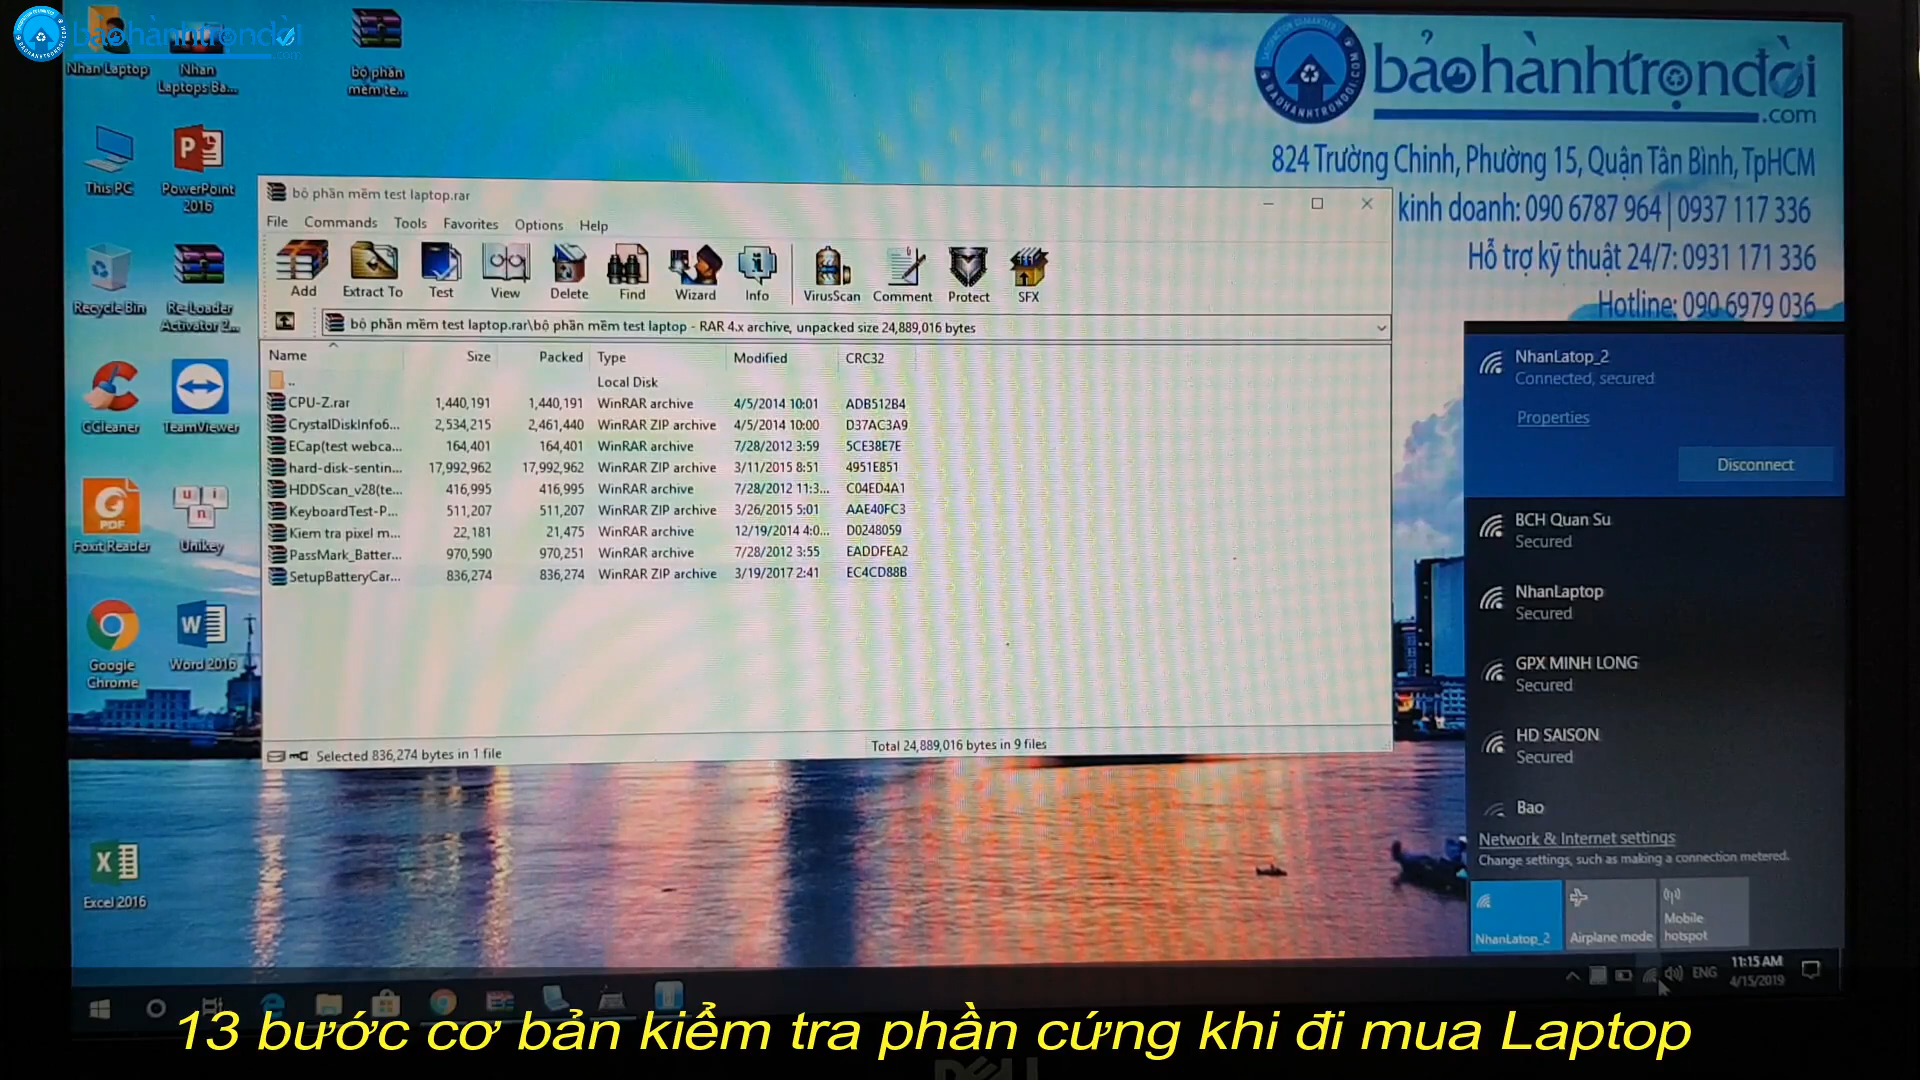 bảohànhtrọnđời
.com
Nhan Laptop
Nhan
Laptops Ba...
bộ phần
mềm te...
bảohànhtrọnđời
.com
BAOHANHTRONDOI.COM
824 Trường Chinh, Phường 15, Quận Tân Bình, TpHCM
kinh doanh: 090 6787 964 | 0937 117 336
Hỗ trợ kỹ thuật 24/7: 0931 171 336
Hotline: 090 6979 036
This PC
PowerPoint
2016
Recycle Bin
Re-Loader
Activator 2...
CCleaner
TeamViewer
PDF
Foxit Reader
u i n
Unikey
Google
Chrome
Word 2016
Excel 2016
bộ phần mềm test laptop.rar
File Commands Tools Favorites Options Help
Add Extract To Test View Delete Find Wizard Info VirusScan Comment Protect SFX
bộ phần mềm test laptop.rar\bộ phần mềm test laptop - RAR 4.x archive, unpacked size 24,889,016 bytes
Name Size Packed Type Modified CRC32
.. Local Disk
CPU-Z.rar 1,440,191 1,440,191 WinRAR archive 4/5/2014 10:01 ADB512B4
CrystalDiskInfo6... 2,534,215 2,461,440 WinRAR ZIP archive 4/5/2014 10:00 D37AC3A9
ECap(test webca... 164,401 164,401 WinRAR archive 7/28/2012 3:59 5CE38E7E
hard-disk-sentin... 17,992,962 17,992,962 WinRAR ZIP archive 3/11/2015 8:51 4951E851
HDDScan_v28(te... 416,995 416,995 WinRAR archive 7/28/2012 11:3... C04ED4A1
KeyboardTest-P... 511,207 511,207 WinRAR ZIP archive 3/26/2015 5:01 AAE40FC3
Kiem tra pixel m... 22,181 21,475 WinRAR archive 12/19/2014 4:0... D0248059
PassMark_Batter... 970,590 970,251 WinRAR archive 7/28/2012 3:55 EADDFEA2
SetupBatteryCar... 836,274 836,274 WinRAR ZIP archive 3/19/2017 2:41 EC4CD88B
Selected 836,274 bytes in 1 file
Total 24,889,016 bytes in 9 files
NhanLatop_2
Connected, secured
Properties
Disconnect
BCH Quan Su
Secured
NhanLaptop
Secured
GPX MINH LONG
Secured
HD SAISON
Secured
Bao
Network & Internet settings
Change settings, such as making a connection metered.
NhanLatop_2
Airplane mode
Mobile
hotspot
ENG
11:15 AM
4/15/2019
13 bước cơ bản kiểm tra phần cứng khi đi mua Laptop
DELL